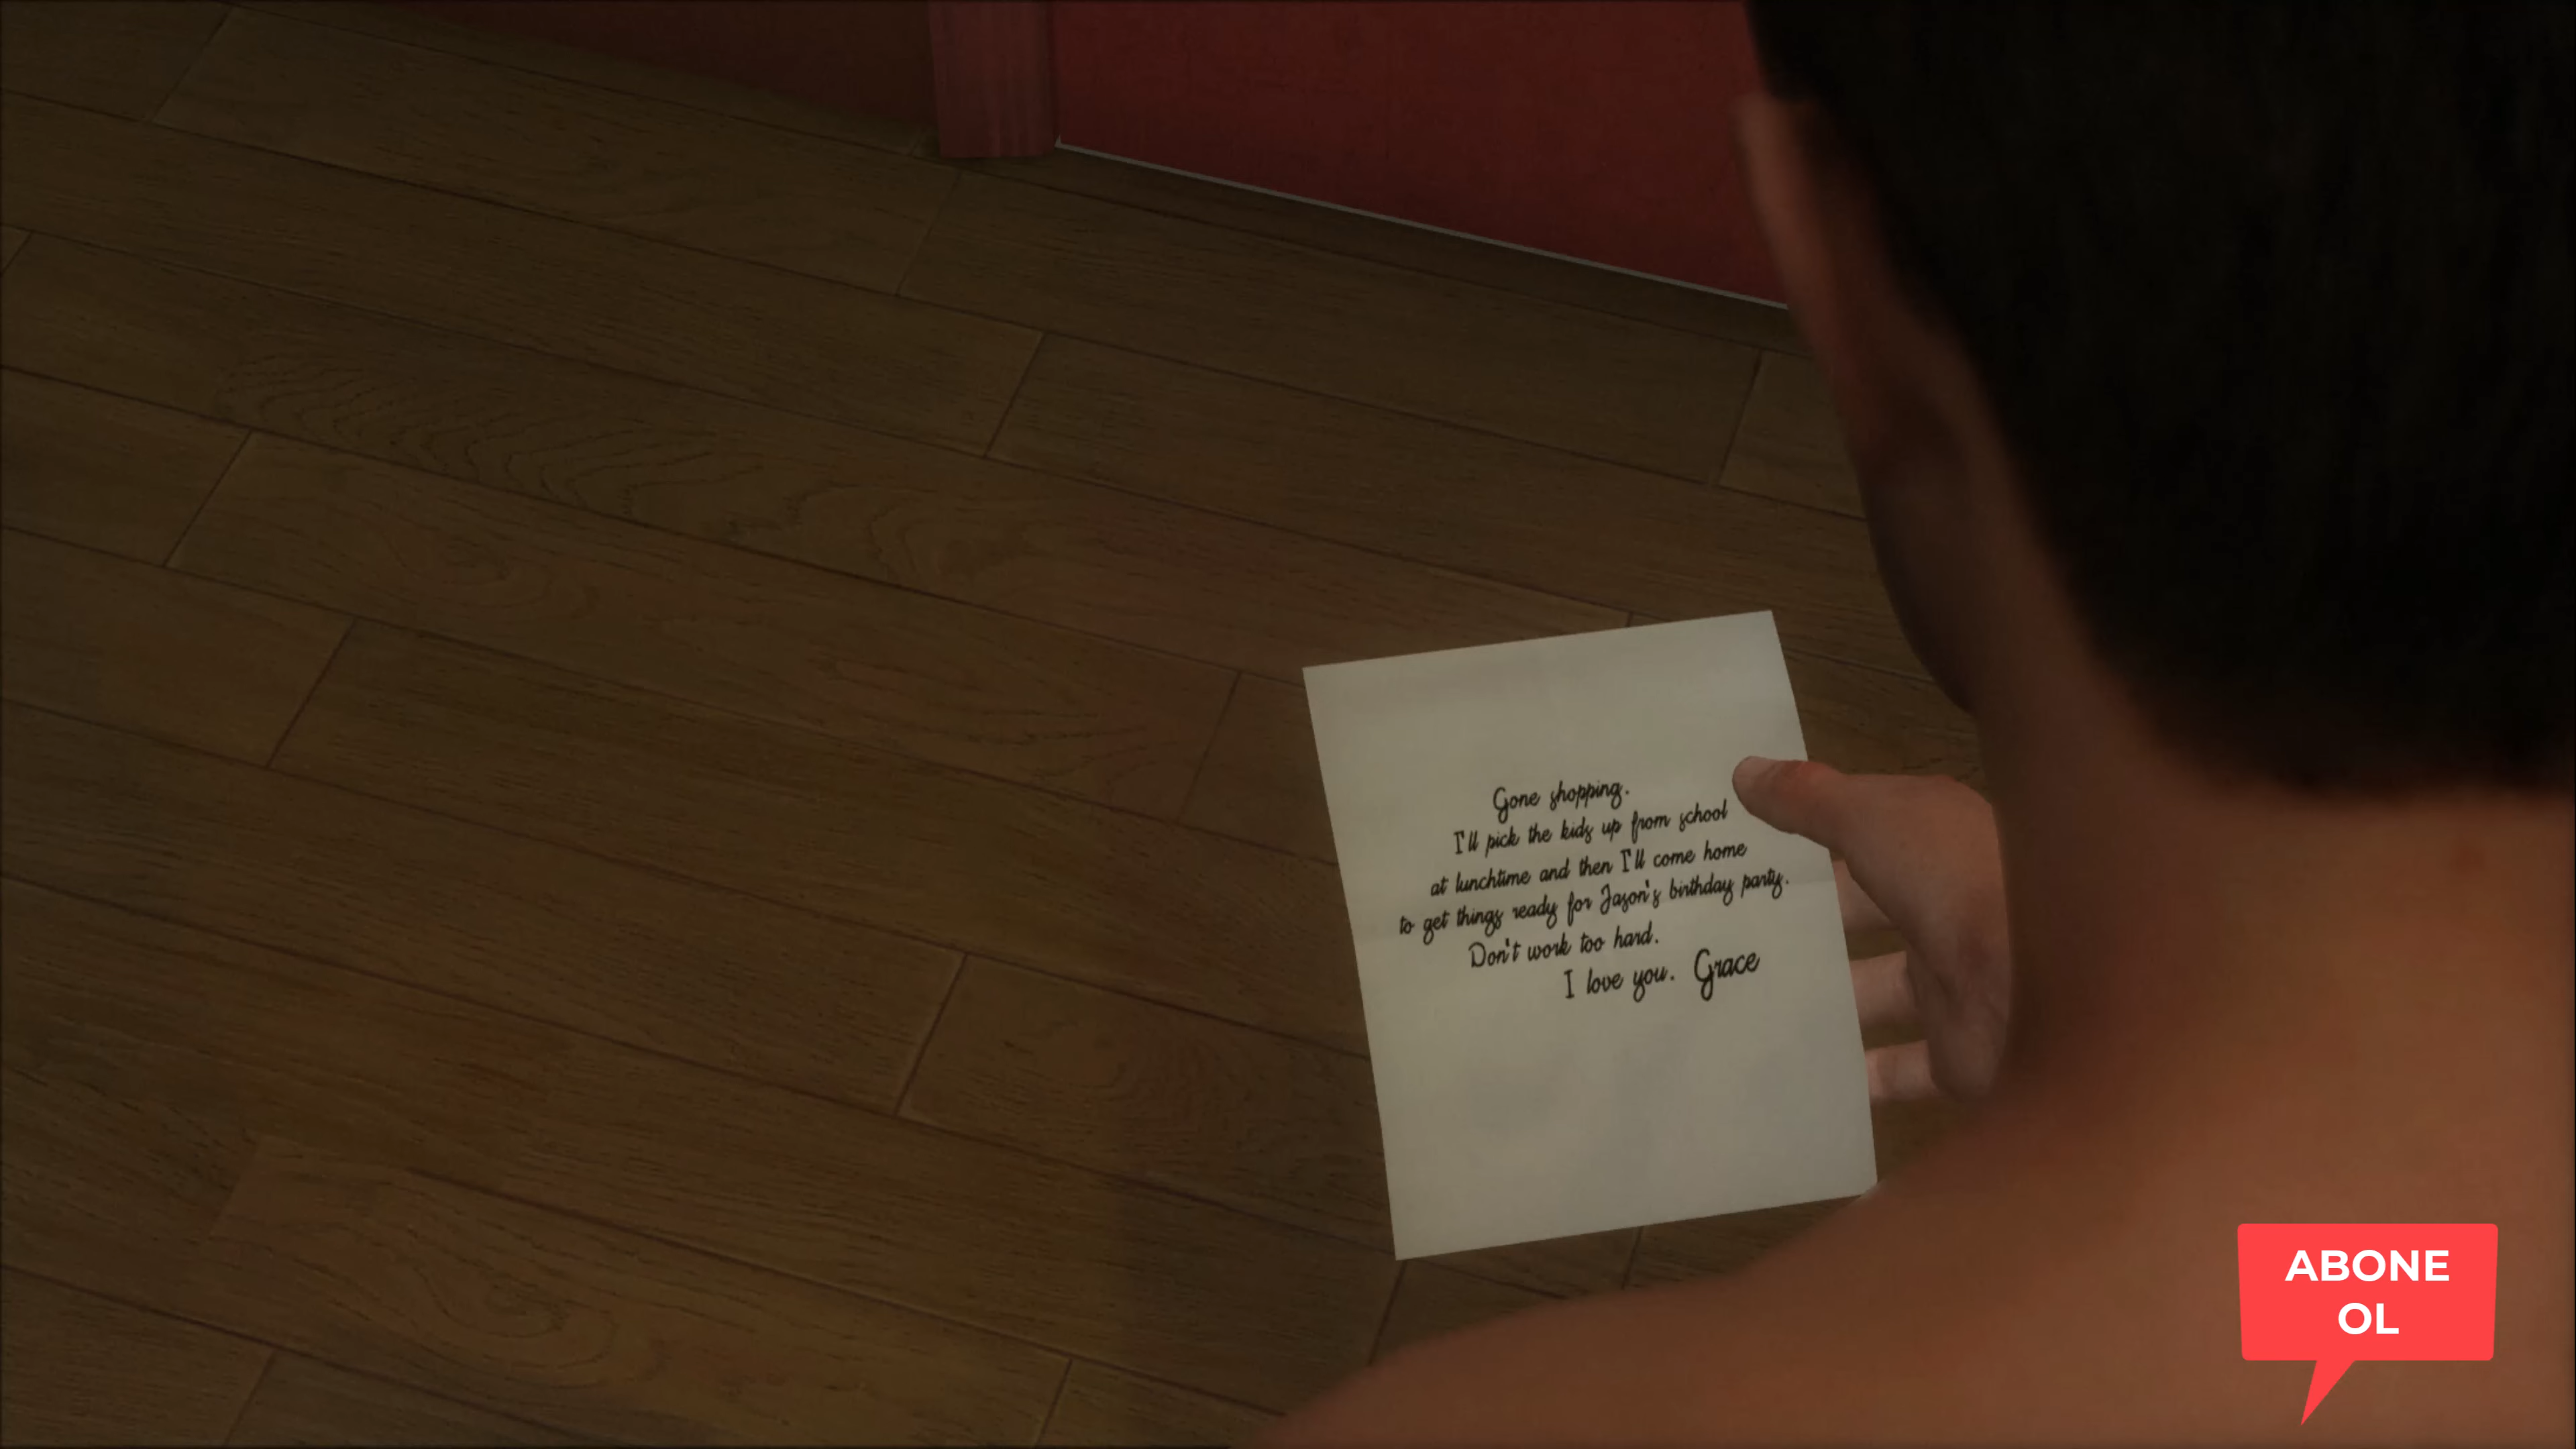 Gone shopping.
I'll pick the kids up from school
at lunchtime and then I'll come home
to get things ready for Jason's birthday party.
Don't work too hard.
I love you. Grace
ABONE
OL